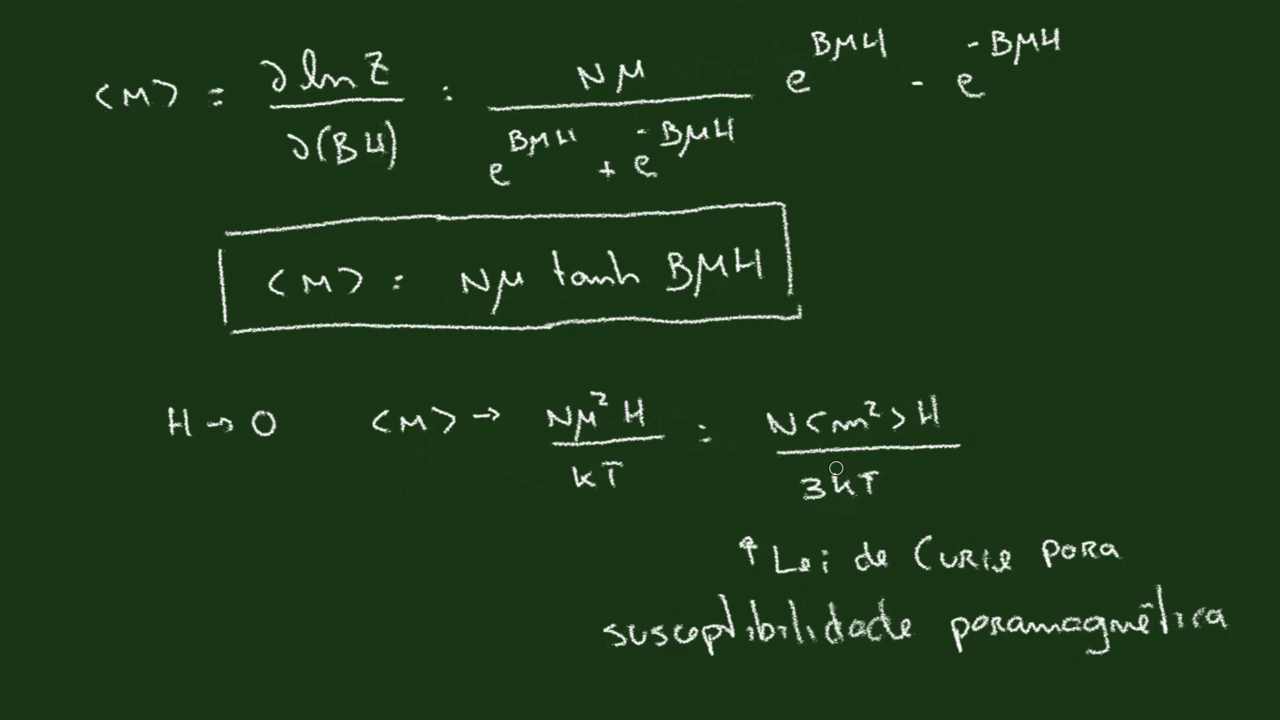 ⟨M⟩ = ∂ ln Z / ∂(βH) = Nμ / (e^{βμH} + e^{-βμH}) e^{βμH} - e^{-βμH}
⟨M⟩ = Nμ tanh βμH
H → 0 ⟨M⟩ → Nμ² H / kT = N⟨m²⟩H / 3kT
↑ Lei de Curie para
susceptibilidade paramagnética